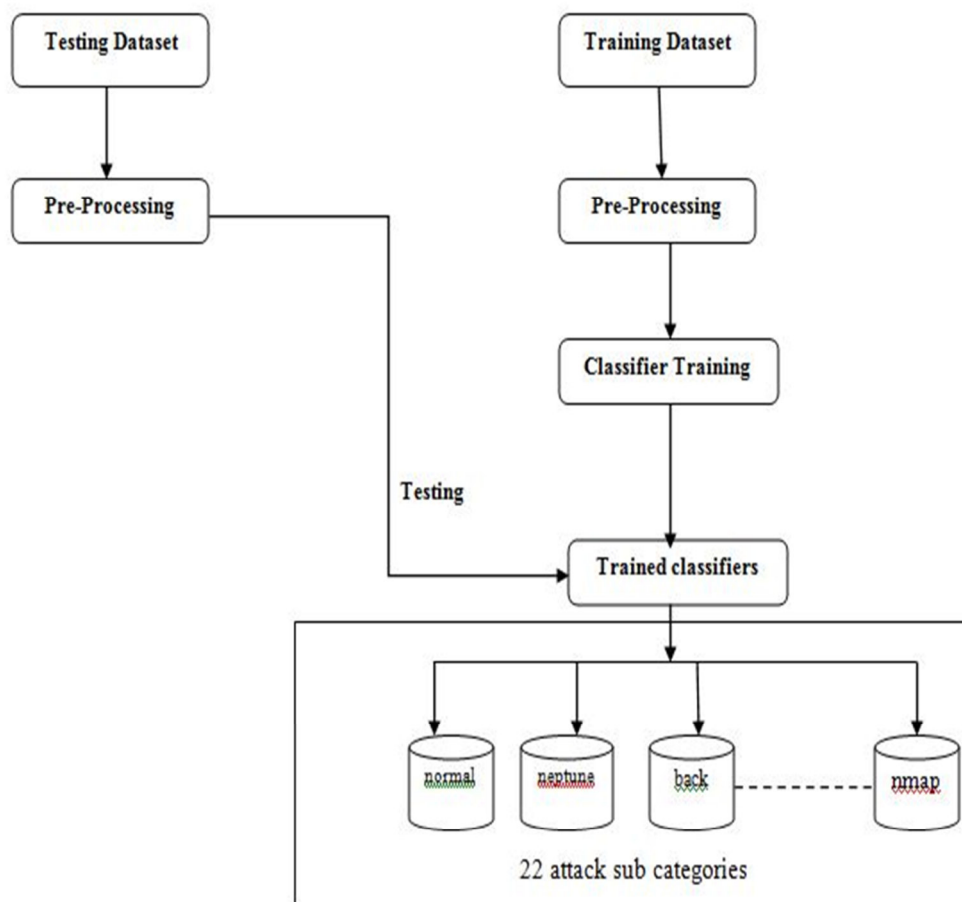 Testing Dataset
Training Dataset
Pre-Processing
Pre-Processing
Classifier Training
Testing
Trained classifiers
normal
neptune
back
nmap
22 attack sub categories